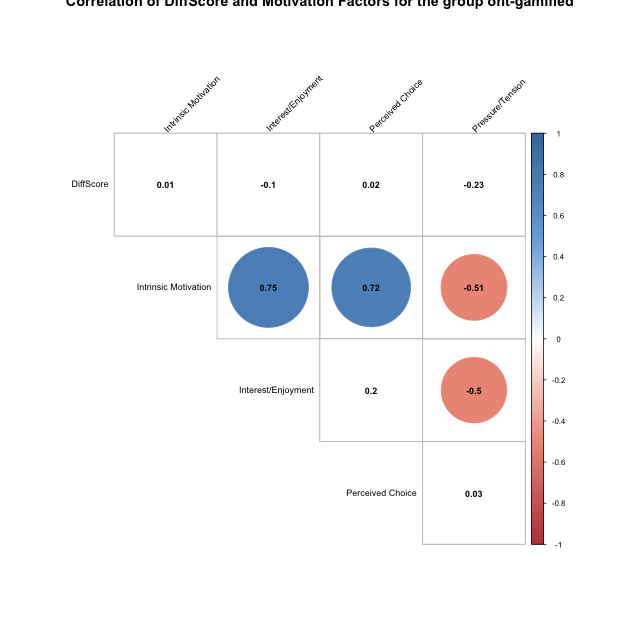 Correlation of DiffScore and Motivation Factors for the group ont-gamified
Intrinsic Motivation
Interest/Enjoyment
Perceived Choice
Pressure/Tension
DiffScore 0.01 -0.1 0.02 -0.23
Intrinsic Motivation 0.75 0.72 -0.51
Interest/Enjoyment 0.2 -0.5
Perceived Choice 0.03
1
0.8
0.6
0.4
0.2
0
-0.2
-0.4
-0.6
-0.8
-1